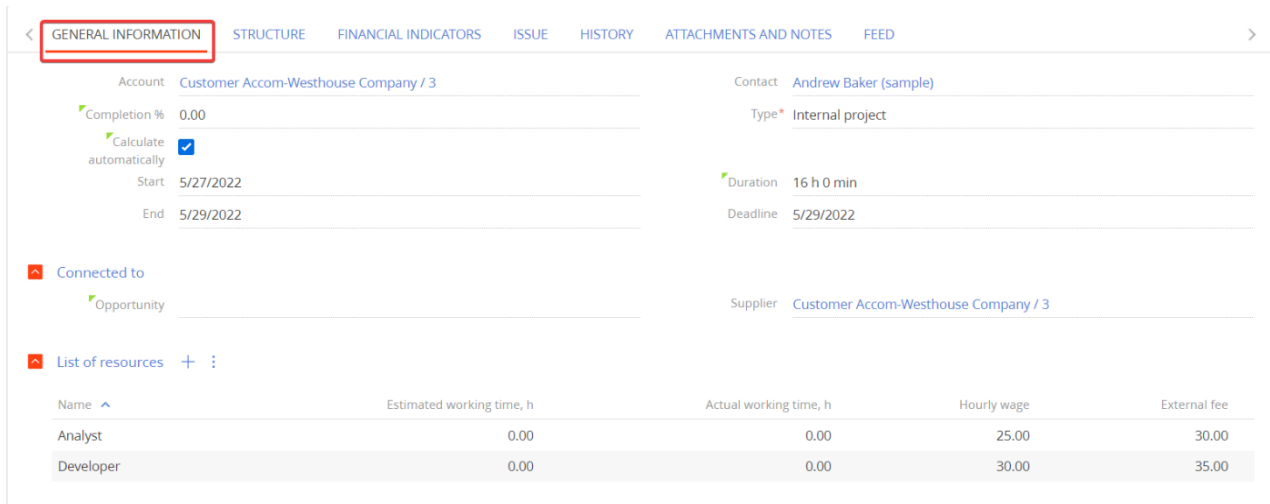 GENERAL INFORMATION STRUCTURE FINANCIAL INDICATORS ISSUE HISTORY ATTACHMENTS AND NOTES FEED
Account Customer Accom-Westhouse Company / 3 Contact Andrew Baker (sample)
Completion % 0.00 Type* Internal project
Calculate
automatically
Start 5/27/2022 Duration 16 h 0 min
End 5/29/2022 Deadline 5/29/2022
Connected to
Opportunity Supplier Customer Accom-Westhouse Company / 3
List of resources
Name Estimated working time, h Actual working time, h Hourly wage External fee
Analyst 0.00 0.00 25.00 30.00
Developer 0.00 0.00 30.00 35.00